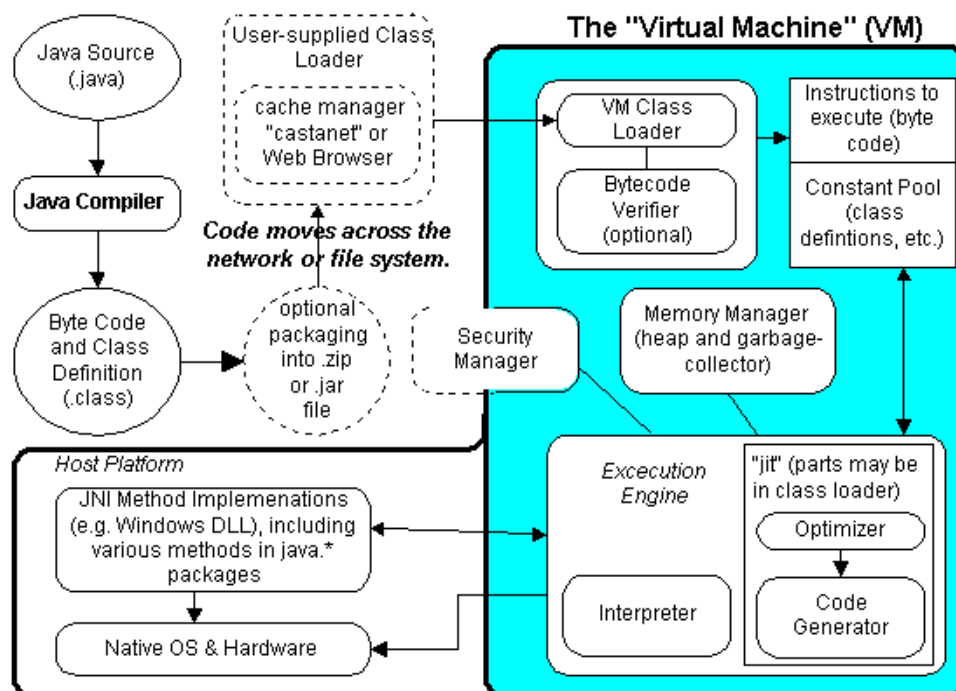 The "Virtual Machine" (VM)
Java Source
(.java)
Java Compiler
Byte Code
and Class
Definition
(.class)
User-supplied Class
Loader
cache manager
"castanet" or
Web Browser
Code moves across the
network or file system.
optional
packaging
into .zip
or .jar
file
VM Class
Loader
Bytecode
Verifier
(optional)
Instructions to
execute (byte
code)
Constant Pool
(class
defintions, etc.)
Security
Manager
Memory Manager
(heap and garbage-
collector)
Host Platform
JNI Method Implemenations
(e.g. Windows DLL), including
various methods in java.*
packages
Native OS & Hardware
Excecution
Engine
Interpreter
"jit" (parts may be
in class loader)
Optimizer
Code
Generator